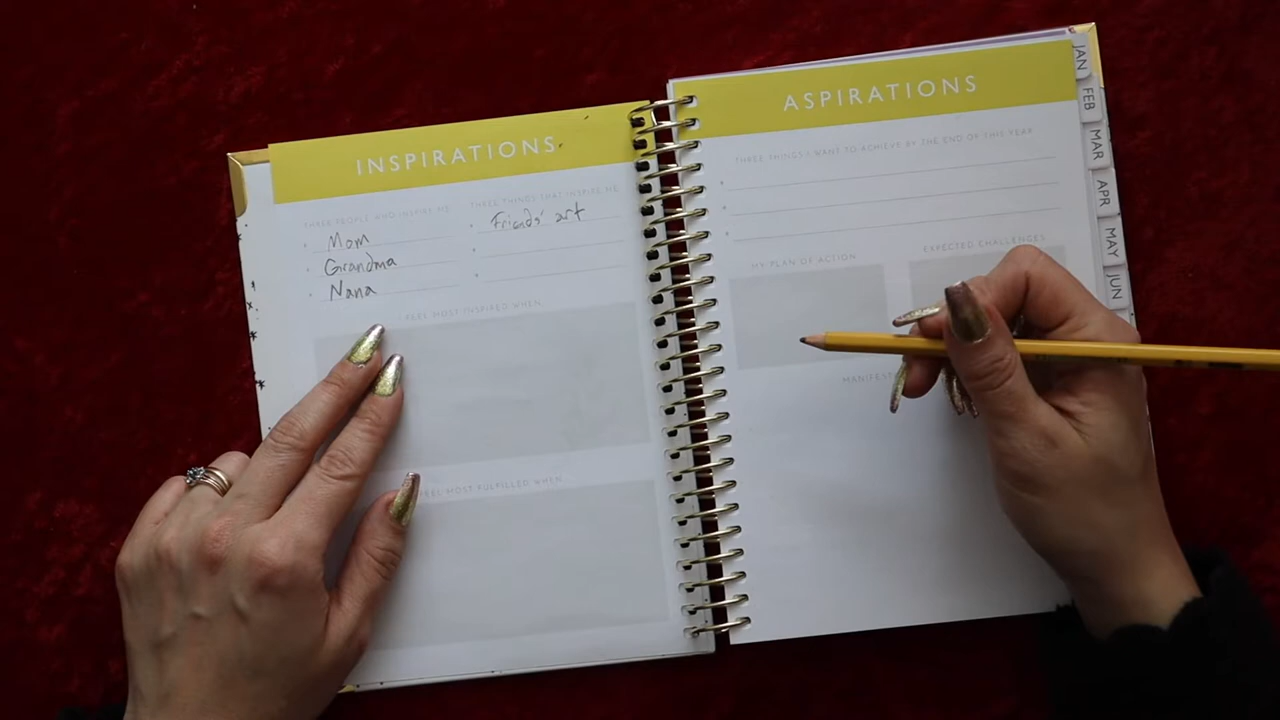 INSPIRATIONS
THREE PEOPLE WHO INSPIRE ME
Mom
Grandma
Nana
THREE THINGS THAT INSPIRE ME
Friends' art
FEEL MOST INSPIRED WHEN
FEEL MOST FULFILLED WHEN
ASPIRATIONS
THREE THINGS I WANT TO ACHIEVE BY THE END OF THIS YEAR
MY PLAN OF ACTION
EXPECTED CHALLENGES
JAN
FEB
MAR
APR
MAY
JUN